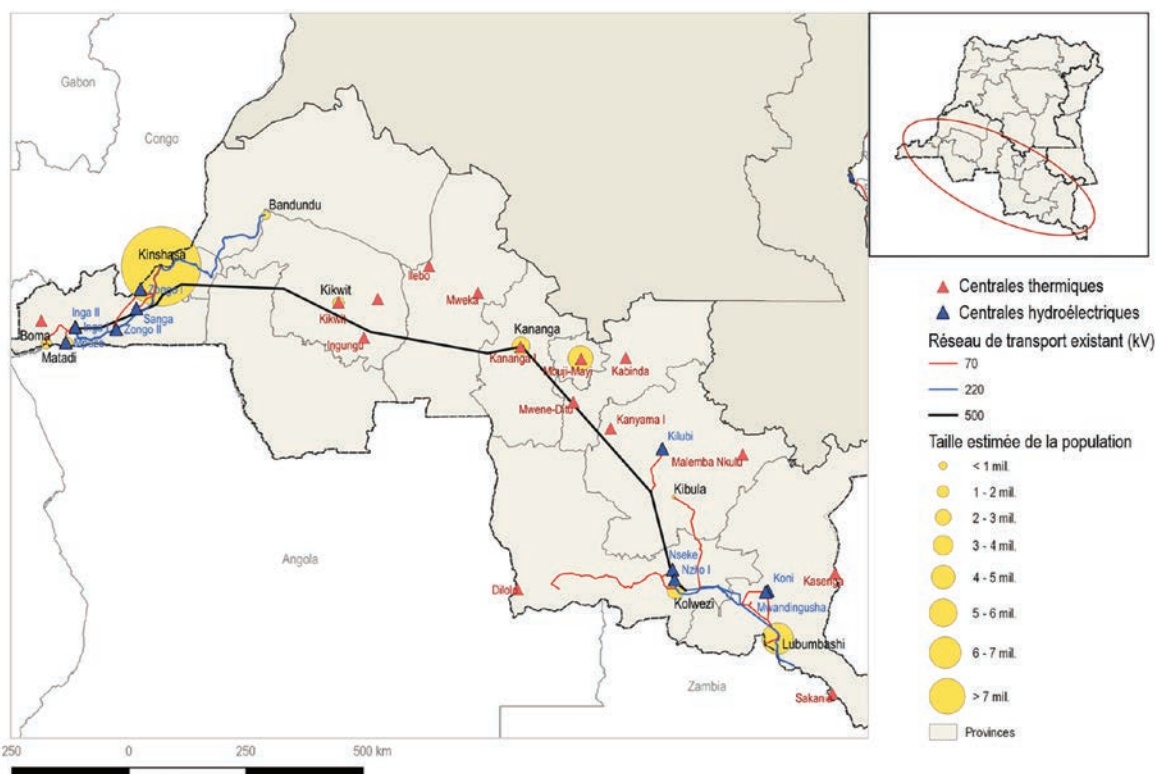 Gabon
Congo
Bandundu
Kinshasa
Zongo I
Ilebo
Mweka
Kikwit
Kikwit
Inga II
Inga I
Sanga
Zongo II
Boma
Matadi
Ingungu
Kananga
Kananga I
Mbuji-Mayi
Kabinda
Mwene-Ditu
Kanyama I
Kilubi
Malemba Nkulu
Kibula
Angola
Nseke
Nzilo I
Koni
Kasenga
Dilolo
Kolwezi
Mwandingusha
Lubumbashi
Zambia
Sakania
250 0 250 500 km
Centrales thermiques
Centrales hydroélectriques
Réseau de transport existant (kV)
70
220
500
Taille estimée de la population
< 1 mil.
1 - 2 mil.
2 - 3 mil.
3 - 4 mil.
4 - 5 mil.
5 - 6 mil.
6 - 7 mil.
> 7 mil.
Provinces